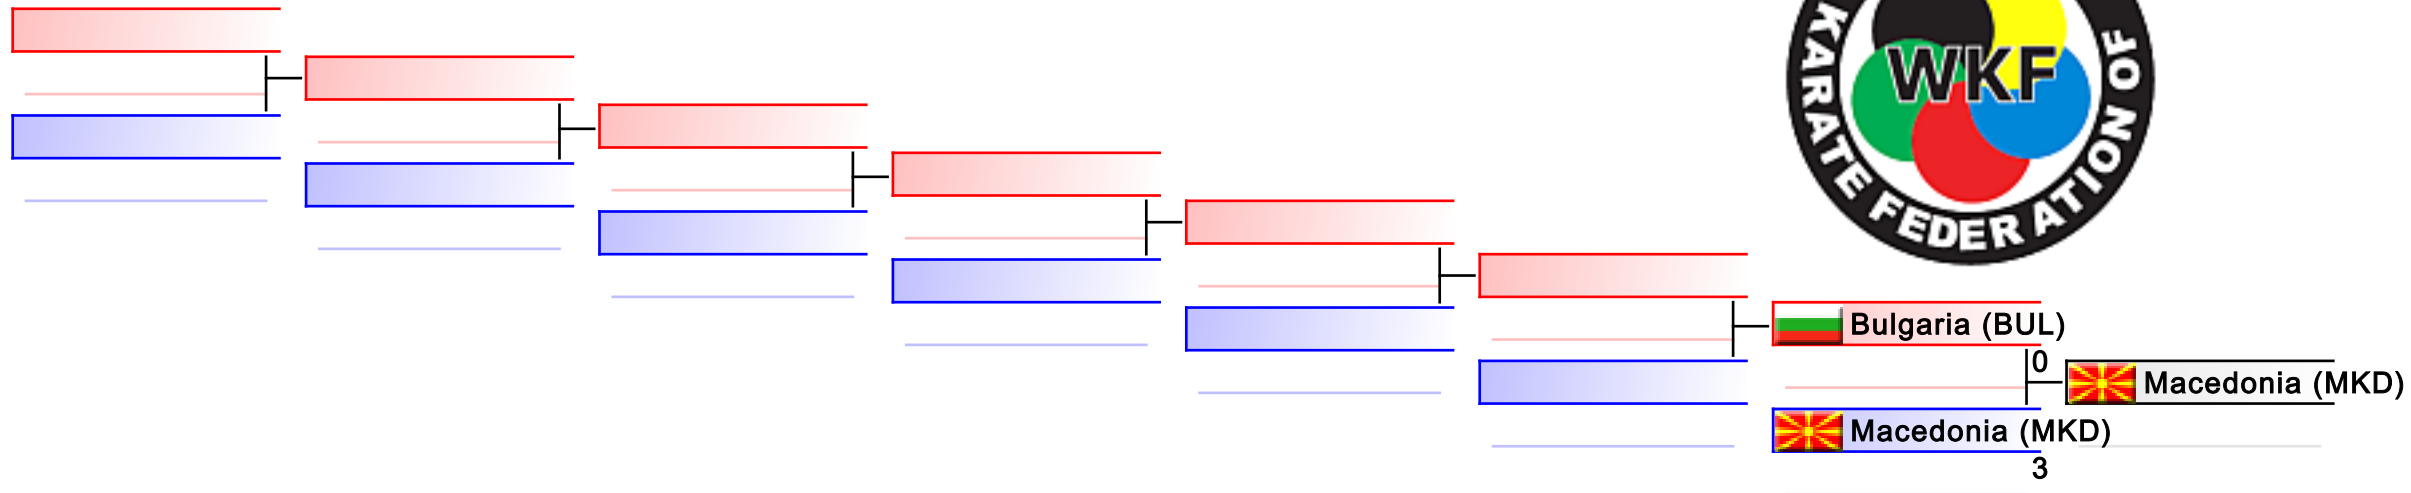 KARATE FEDERATION OF
WKF
Bulgaria (BUL)
0
Macedonia (MKD)
Macedonia (MKD)
3